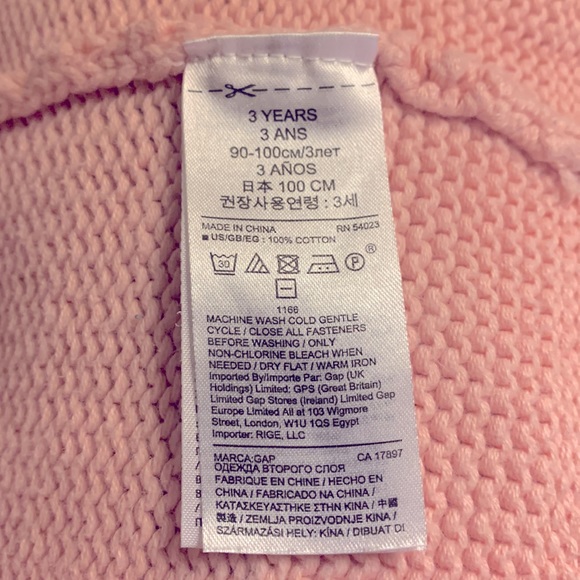 3 YEARS
3 ANS
90-100см/3лет
3 AÑOS
日本 100 CM
권장사용연령 : 3세
MADE IN CHINA RN 54023
■ US/GB/EG : 100% COTTON
30 P ®
1166
MACHINE WASH COLD GENTLE
CYCLE / CLOSE ALL FASTENERS
BEFORE WASHING / ONLY
NON-CHLORINE BLEACH WHEN
NEEDED / DRY FLAT / WARM IRON
Imported By/Importe Par: Gap (UK
Holdings) Limited: GPS (Great Britain)
Limited Gap Stores (Ireland) Limited Gap
Europe Limited All at 103 Wigmore
Street, London, W1U 1QS Egypt
Importer: RIGE, LLC
MARCA:GAP CA 17897
ОДЕЖДА ВТОРОГО СЛОЯ
FABRIQUE EN CHINE / HECHO EN
CHINA / FABRICADO NA CHINA /
ΚΑΤΑΣΚΕΥΑΣΤΗΚΕ ΣΤΗΝ ΚΙΝΑ / 中國
製造 / ZEMLJA PROIZVODNJE KINA /
SZÁRMAZÁSI HELY: KÍNA / DIBUAT DI